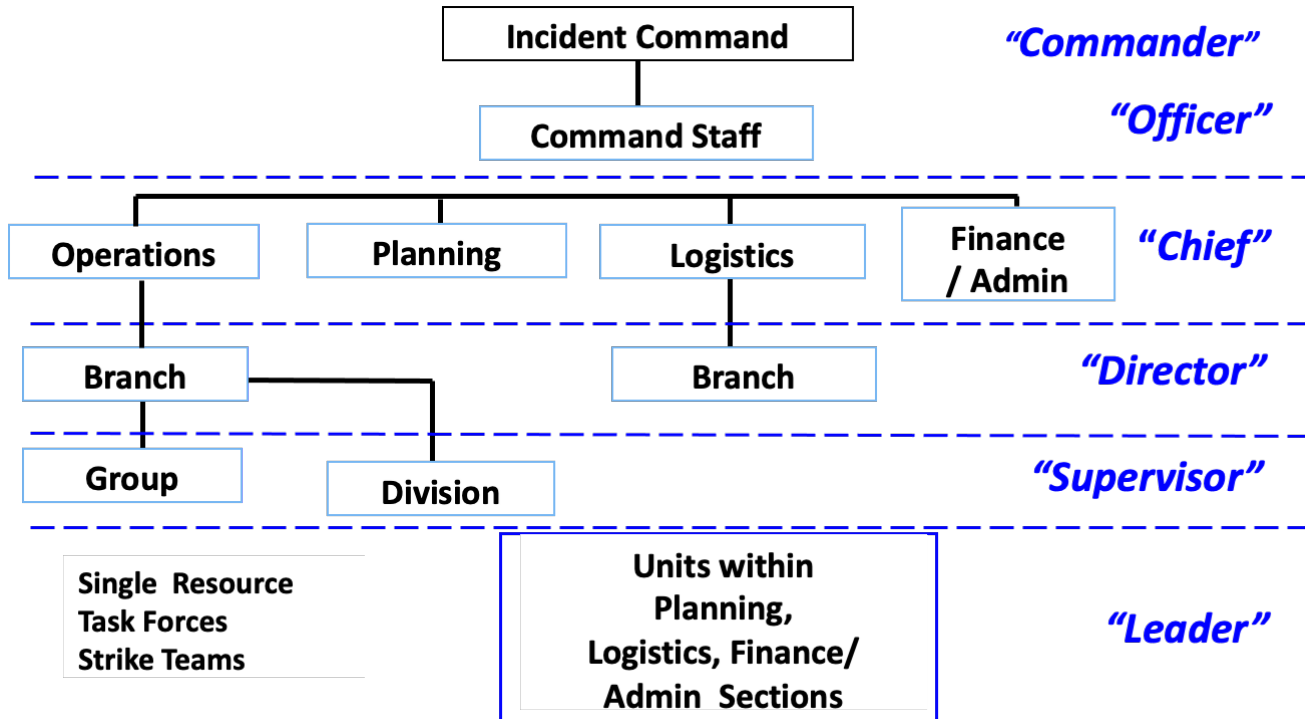 Incident Command
“Commander”
Command Staff
“Officer”
Operations
Planning
Logistics
Finance
/ Admin
“Chief”
Branch
Branch
“Director”
Group
Division
“Supervisor”
Single Resource
Task Forces
Strike Teams
Units within
Planning,
Logistics, Finance/
Admin Sections
“Leader”